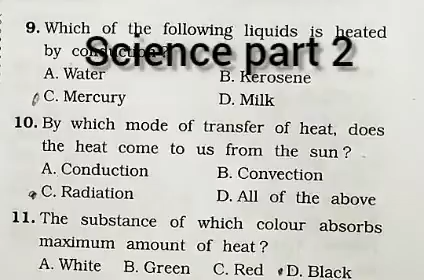 9. Which of the following liquids is heated
by
Science part 2
A. Water B. Kerosene
C. Mercury D. Milk
10. By which mode of transfer of heat, does
the heat come to us from the sun ?
A. Conduction B. Convection
C. Radiation D. All of the above
11. The substance of which colour absorbs
maximum amount of heat ?
A. White B. Green C. Red D. Black